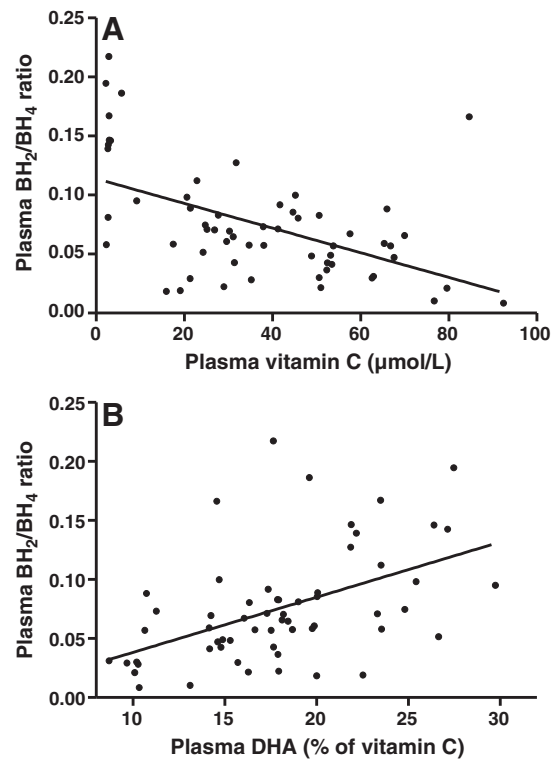 A
0.25
0.20
0.15
0.10
0.05
0.00
Plasma BH₂/BH₄ ratio
0 20 40 60 80 100
Plasma vitamin C (µmol/L)
B
0.25
0.20
0.15
0.10
0.05
0.00
Plasma BH₂/BH₄ ratio
10 15 20 25 30
Plasma DHA (% of vitamin C)